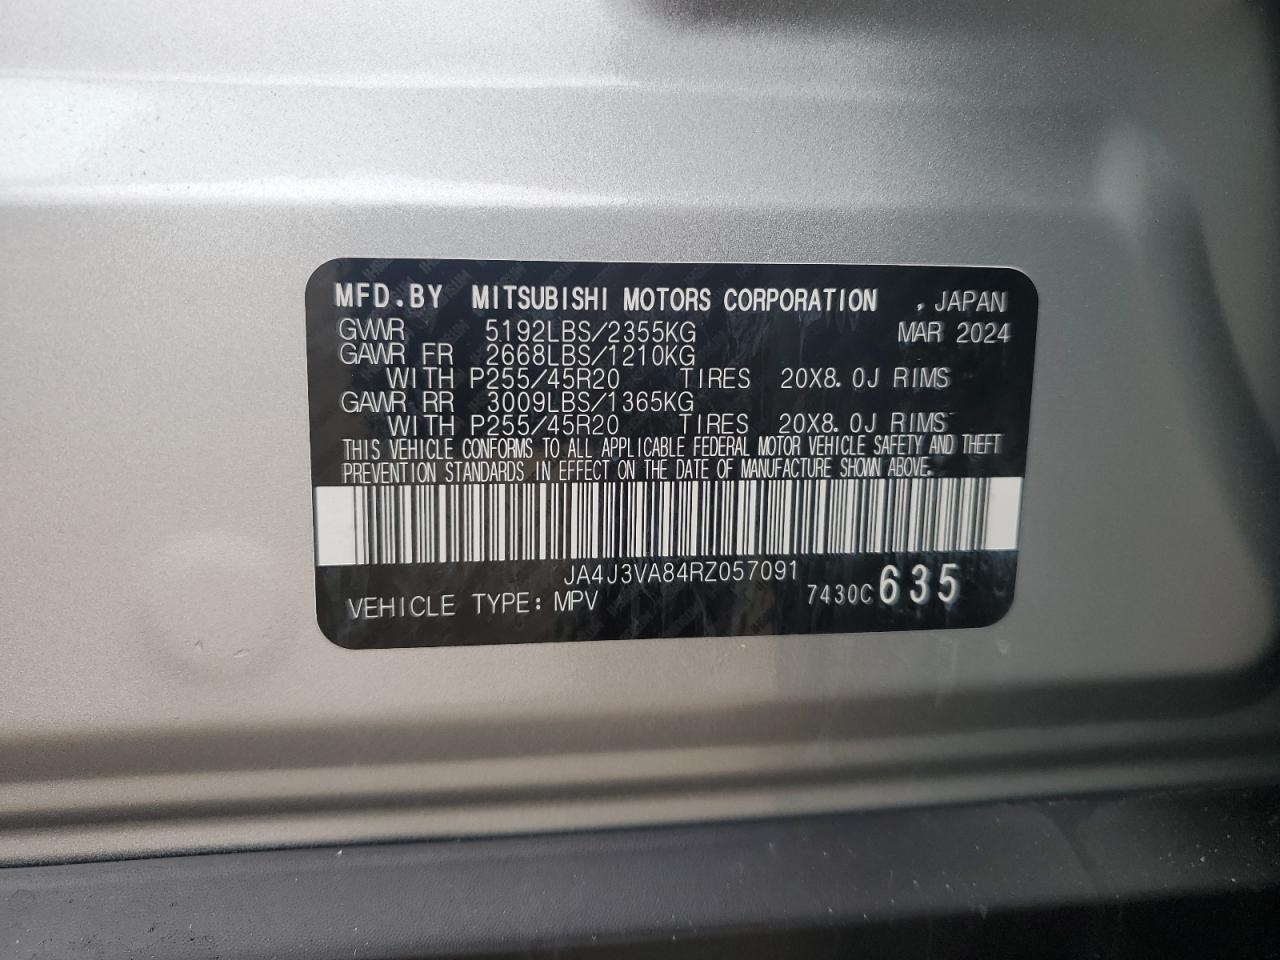 MFD.BY MITSUBISHI MOTORS CORPORATION , JAPAN
GVWR 5192LBS/2355KG MAR 2024
GAWR FR 2668LBS/1210KG
WITH P255/45R20 TIRES 20X8.0J RIMS
GAWR RR 3009LBS/1365KG
WITH P255/45R20 TIRES 20X8.0J RIMS
THIS VEHICLE CONFORMS TO ALL APPLICABLE FEDERAL MOTOR VEHICLE SAFETY AND THEFT
PREVENTION STANDARDS IN EFFECT ON THE DATE OF MANUFACTURE SHOWN ABOVE.
JA4J3VA84RZ057091
VEHICLE TYPE: MPV 7430C 635